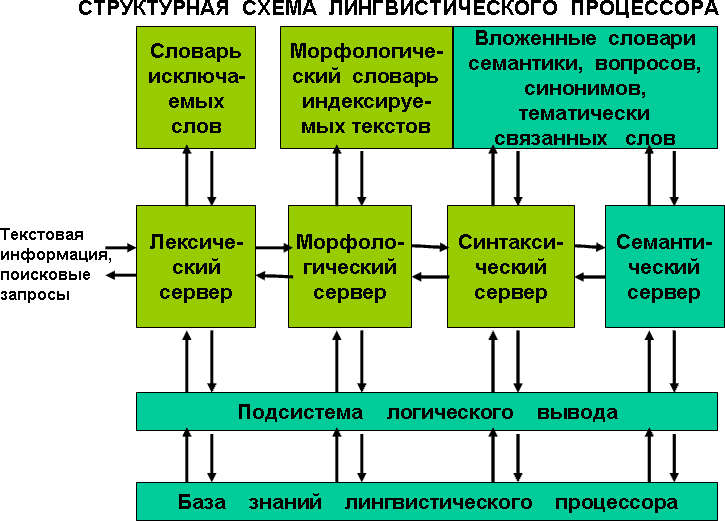 СТРУКТУРНАЯ СХЕМА ЛИНГВИСТИЧЕСКОГО ПРОЦЕССОРА
Словарь
исключа-
емых
слов
Морфологиче-
ский словарь
индексируе-
мых текстов
Вложенные словари
семантики, вопросов,
синонимов,
тематически
связанных слов
Текстовая
информация,
поисковые
запросы
Лексиче-
ский
сервер
Морфоло-
гический
сервер
Синтакси-
ческий
сервер
Семанти-
ческий
сервер
Подсистема логического вывода
База знаний лингвистического процессора